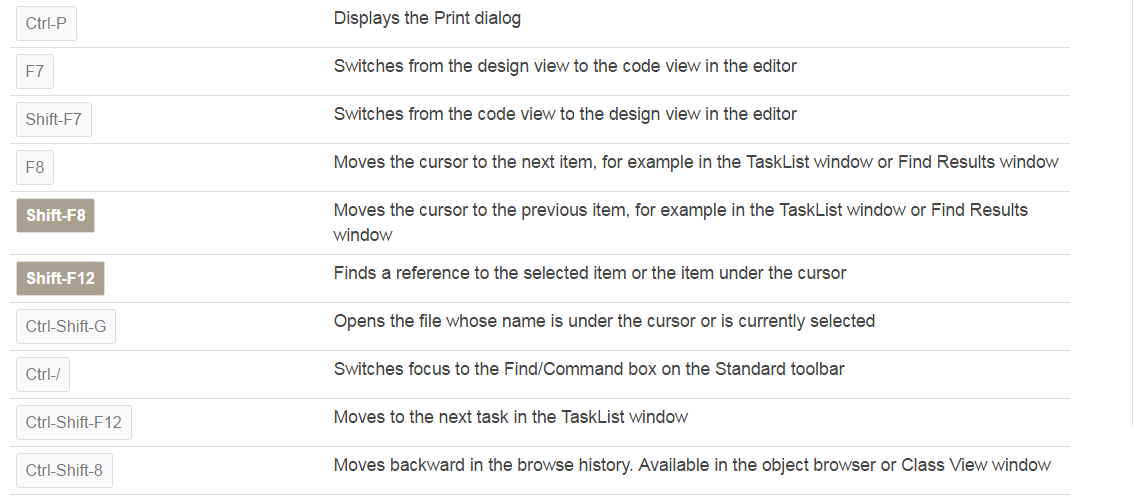 Ctrl-P Displays the Print dialog
F7 Switches from the design view to the code view in the editor
Shift-F7 Switches from the code view to the design view in the editor
F8 Moves the cursor to the next item, for example in the TaskList window or Find Results window
Shift-F8 Moves the cursor to the previous item, for example in the TaskList window or Find Results
window
Shift-F12 Finds a reference to the selected item or the item under the cursor
Ctrl-Shift-G Opens the file whose name is under the cursor or is currently selected
Ctrl-/ Switches focus to the Find/Command box on the Standard toolbar
Ctrl-Shift-F12 Moves to the next task in the TaskList window
Ctrl-Shift-8 Moves backward in the browse history. Available in the object browser or Class View window